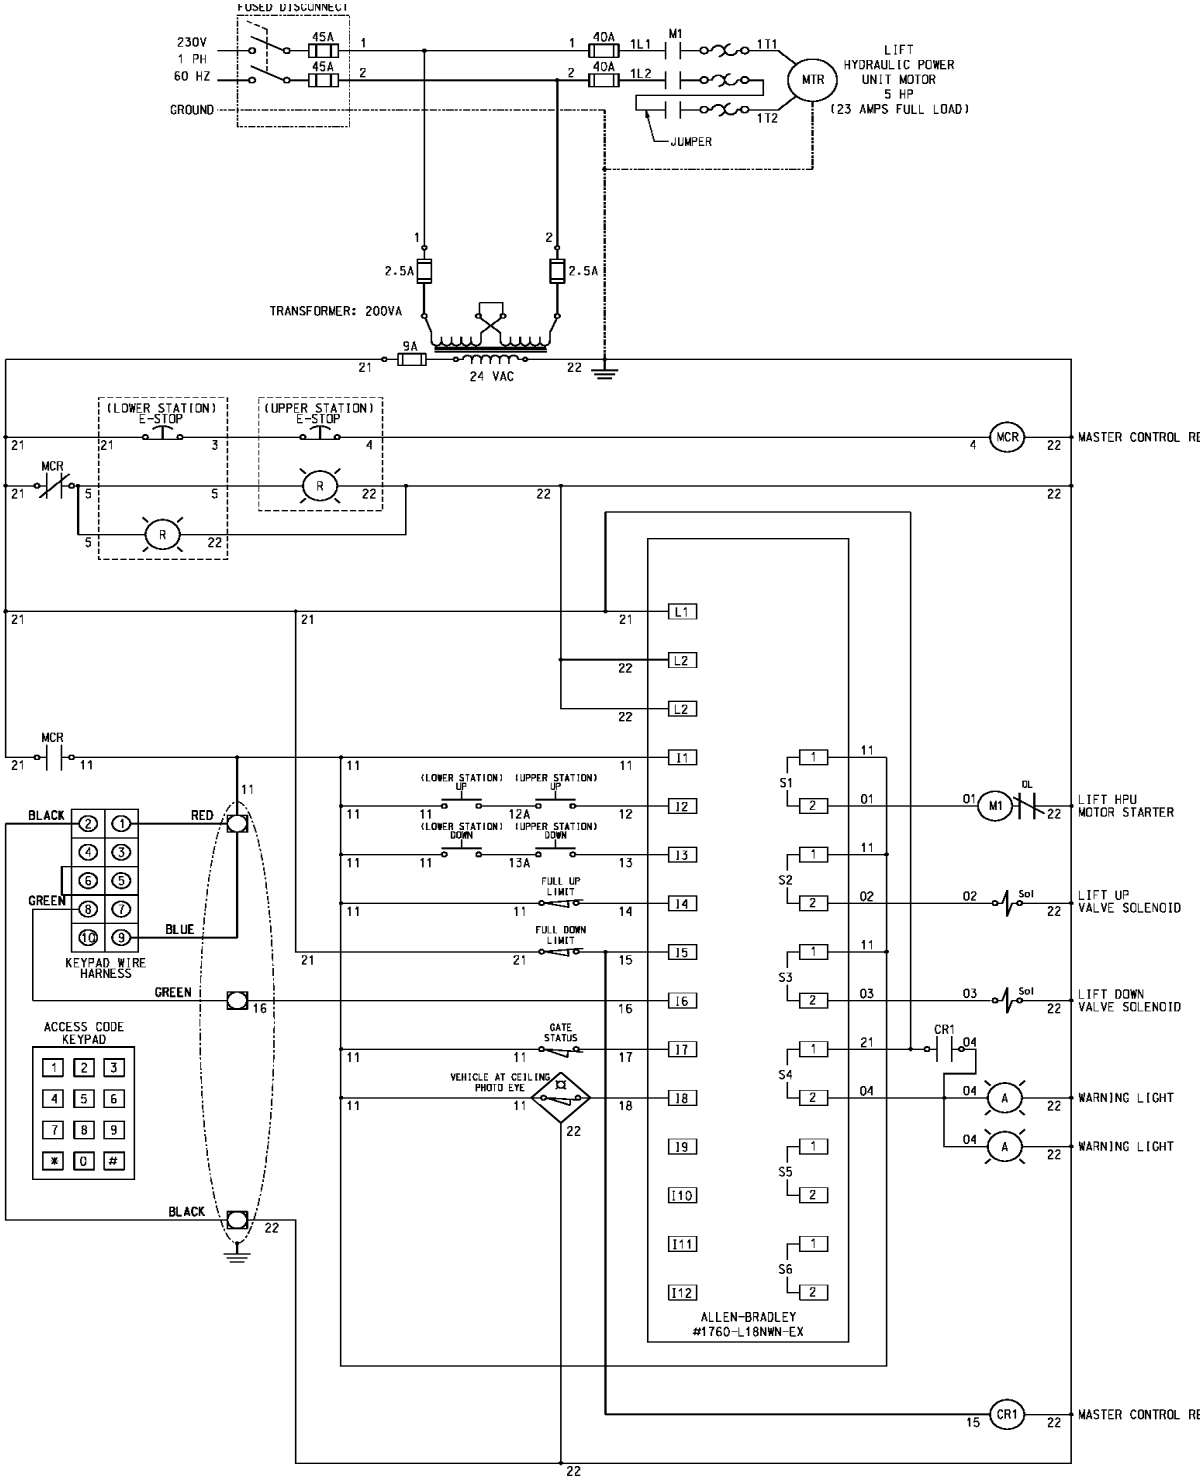 FUSED DISCONNECT
230V
1 PH
60 HZ
GROUND
45A
45A
1
2
1
2
40A
40A
1L1
1L2
M1
1T1
1T2
MTR
JUMPER
LIFT
HYDRAULIC POWER
UNIT MOTOR
5 HP
(23 AMPS FULL LOAD)
1
2
2.5A
2.5A
TRANSFORMER: 200VA
9A
21
24 VAC
22
(LOWER STATION)
E-STOP
(UPPER STATION)
E-STOP
21
21
3
4
4
MCR
22
MASTER CONTROL RE
MCR
21
5
5
R
22
22
22
5
R
22
21
21
21
L1
22
L2
22
L2
MCR
21
11
11
11
I1
1
11
11
(LOWER STATION)
UP
(UPPER STATION)
UP
11
11
12A
12
I2
S1
2
01
01
M1
OL
22
LIFT HPU
MOTOR STARTER
(LOWER STATION)
DOWN
(UPPER STATION)
DOWN
11
11
13A
13
I3
1
11
FULL UP
LIMIT
11
11
14
I4
S2
2
02
02
Sol
22
LIFT UP
VALVE SOLENOID
FULL DOWN
LIMIT
21
21
15
I5
1
11
16
I6
S3
2
03
03
Sol
22
LIFT DOWN
VALVE SOLENOID
GATE
STATUS
11
11
17
I7
1
21
CR1
04
VEHICLE AT CEILING
PHOTO EYE
11
11
18
22
I8
S4
2
04
04
A
22
WARNING LIGHT
04
A
22
WARNING LIGHT
I9
1
S5
I10
2
I11
1
S6
I12
2
ALLEN-BRADLEY
#1760-L18NWN-EX
BLACK
2
1
RED
4
3
6
5
GREEN
8
7
10
9
BLUE
KEYPAD WIRE
HARNESS
GREEN
16
ACCESS CODE
KEYPAD
1 2 3
4 5 6
7 8 9
* 0 #
BLACK
22
15
CR1
22
MASTER CONTROL RE
22